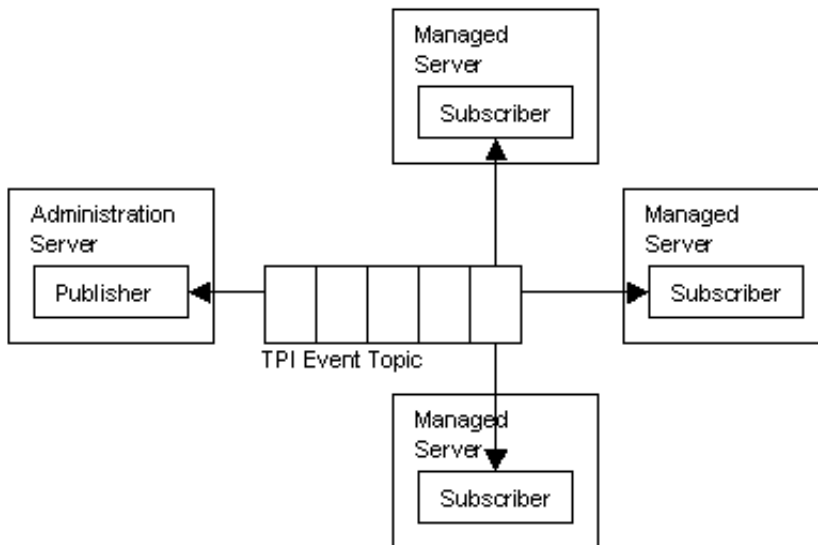 Managed
Server
Subscriber
Administration
Server
Publisher
TPI Event Topic
Managed
Server
Subscriber
Managed
Server
Subscriber